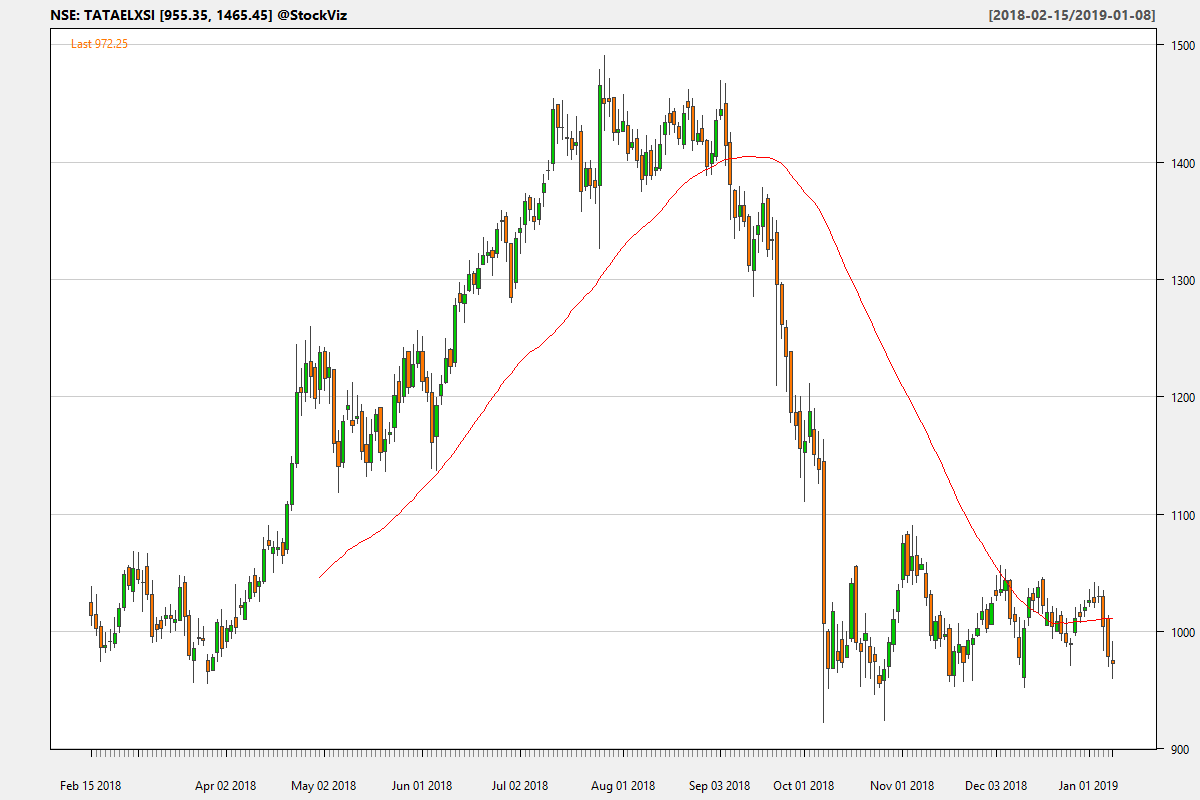 NSE: TATAELXSI [955.35, 1465.45] @StockViz [2018-02-15/2019-01-08]
Last 972.25
1500
1400
1300
1200
1100
1000
900
Feb 15 2018 Apr 02 2018 May 02 2018 Jun 01 2018 Jul 02 2018 Aug 01 2018 Sep 03 2018 Oct 01 2018 Nov 01 2018 Dec 03 2018 Jan 01 2019